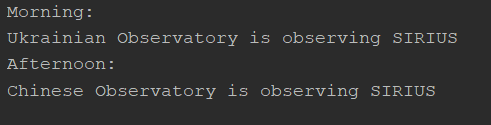 Morning:
Ukrainian Observatory is observing SIRIUS
Afternoon:
Chinese Observatory is observing SIRIUS